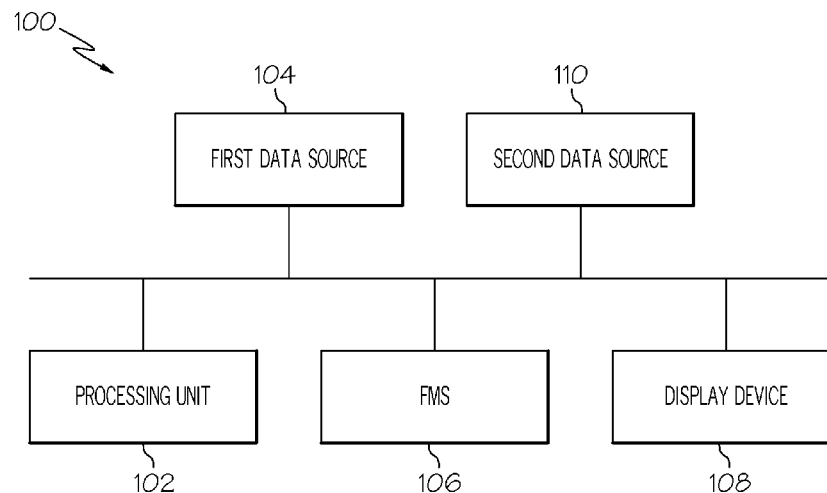 100
104
110
FIRST DATA SOURCE
SECOND DATA SOURCE
PROCESSING UNIT
FMS
DISPLAY DEVICE
102
106
108